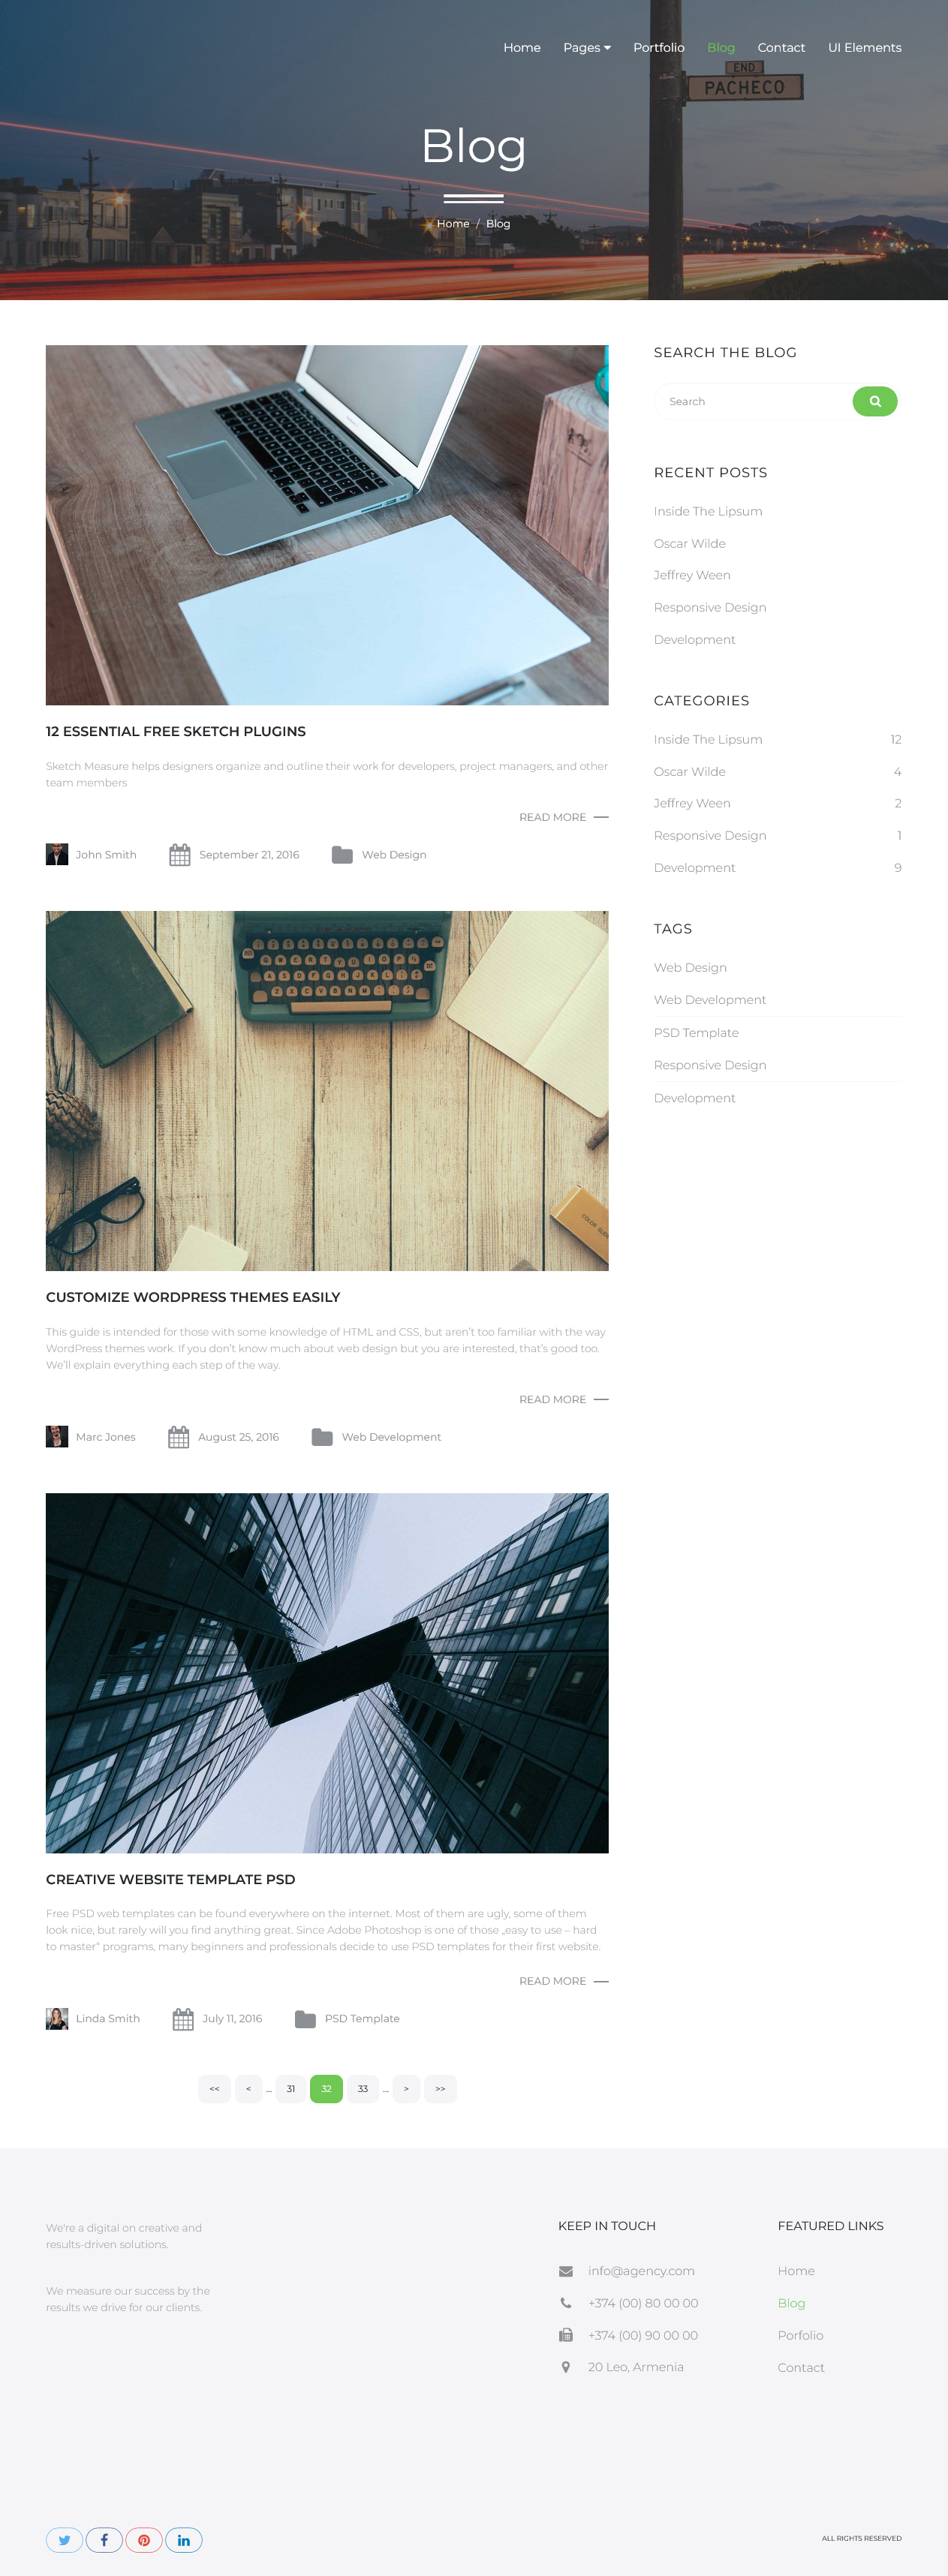 Home Pages Portfolio Blog Contact UI Elements
END
PACHECO
Blog
Home / Blog
12 ESSENTIAL FREE SKETCH PLUGINS
Sketch Measure helps designers organize and outline their work for developers, project managers, and other
team members
READ MORE
John Smith September 21, 2016 Web Design
CUSTOMIZE WORDPRESS THEMES EASILY
This guide is intended for those with some knowledge of HTML and CSS, but aren't too familiar with the way
WordPress themes work. If you don't know much about web design but you are interested, that's good too.
We'll explain everything each step of the way.
READ MORE
Marc Jones August 25, 2016 Web Development
CREATIVE WEBSITE TEMPLATE PSD
Free PSD web templates can be found everywhere on the internet. Most of them are ugly, some of them
look nice, but rarely will you find anything great. Since Adobe Photoshop is one of those „easy to use – hard
to master“ programs, many beginners and professionals decide to use PSD templates for their first website.
READ MORE
Linda Smith July 11, 2016 PSD Template
<< < ... 31 32 33 ... > >>
SEARCH THE BLOG
Search
RECENT POSTS
Inside The Lipsum
Oscar Wilde
Jeffrey Ween
Responsive Design
Development
CATEGORIES
Inside The Lipsum 12
Oscar Wilde 4
Jeffrey Ween 2
Responsive Design 1
Development 9
TAGS
Web Design
Web Development
PSD Template
Responsive Design
Development
We're a digital on creative and
results-driven solutions.
We measure our success by the
results we drive for our clients.
KEEP IN TOUCH
info@agency.com
+374 (00) 80 00 00
+374 (00) 90 00 00
20 Leo, Armenia
FEATURED LINKS
Home
Blog
Porfolio
Contact
ALL RIGHTS RESERVED